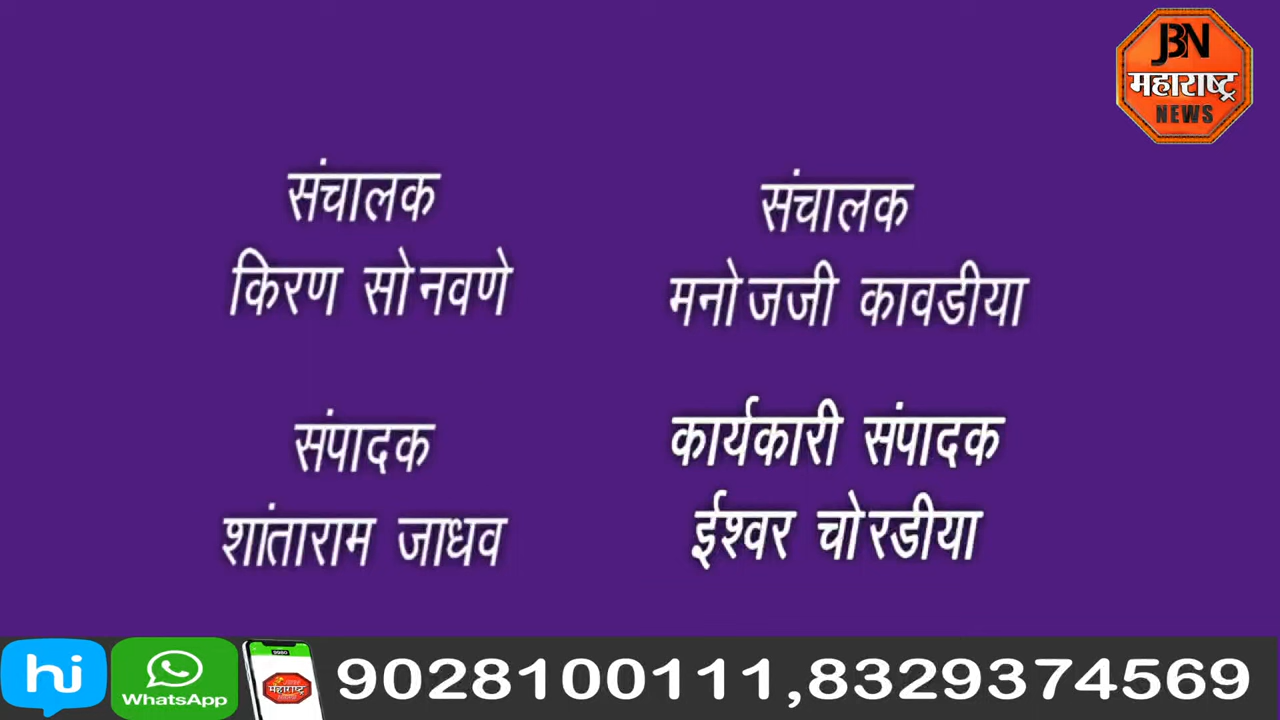 JBN
महाराष्ट्र
NEWS
संचालक
किरण सोनवणे
संचालक
मनोजजी कावडीया
संपादक
शांताराम जाधव
कार्यकारी संपादक
ईश्वर चोरडीया
hi
WhatsApp
महाराष्ट्र
9028100111,8329374569